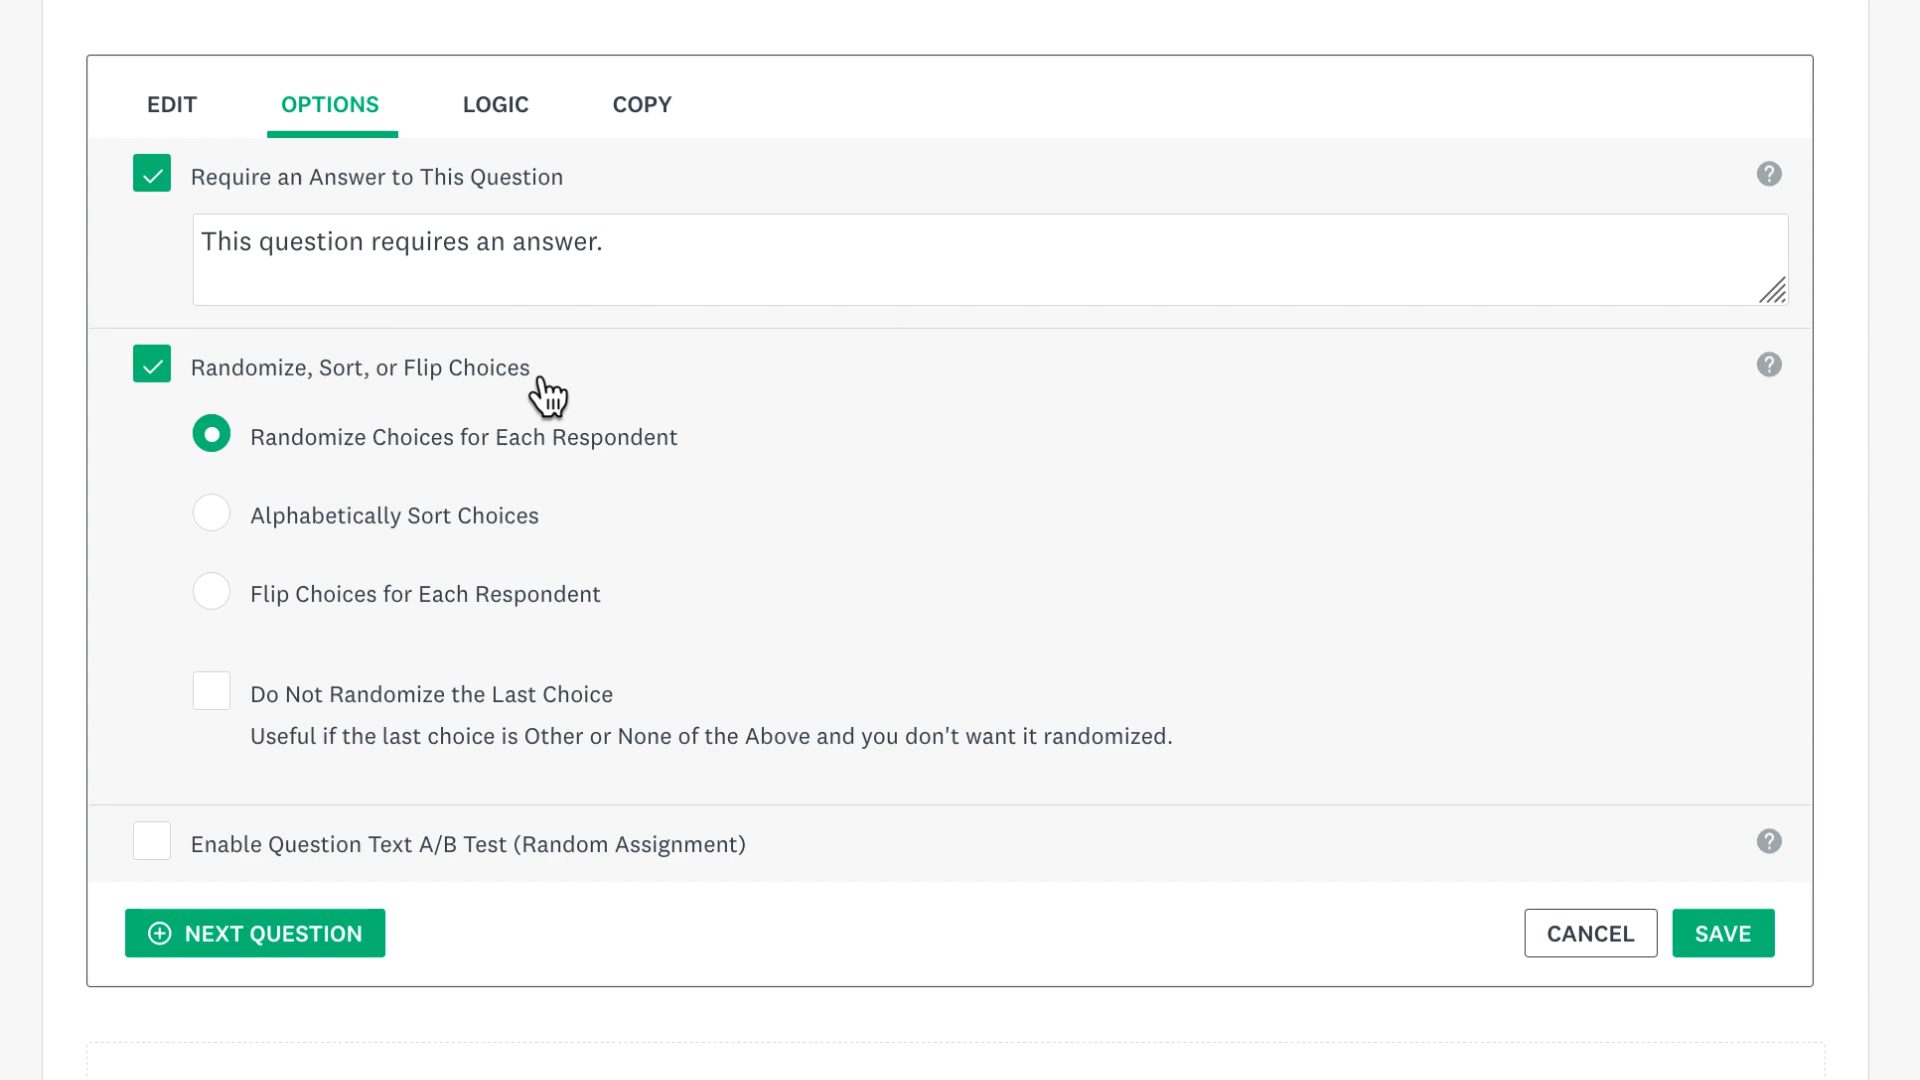 EDIT OPTIONS LOGIC COPY
Require an Answer to This Question ?
This question requires an answer.
Randomize, Sort, or Flip Choices ?
Randomize Choices for Each Respondent
Alphabetically Sort Choices
Flip Choices for Each Respondent
Do Not Randomize the Last Choice
Useful if the last choice is Other or None of the Above and you don't want it randomized.
Enable Question Text A/B Test (Random Assignment) ?
NEXT QUESTION CANCEL SAVE